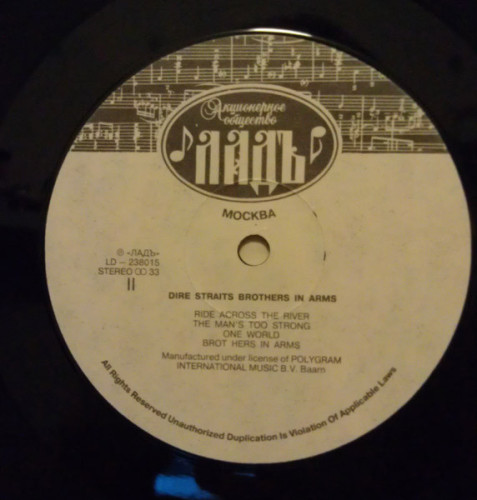 Акционерное
общество
ЛАДЪ
МОСКВА
℗ «ЛАДЪ»
LD – 238015
STEREO 33
II
DIRE STRAITS BROTHERS IN ARMS
RIDE ACROSS THE RIVER
THE MAN'S TOO STRONG
ONE WORLD
BROT HERS IN ARMS
Manufactured under license of POLYGRAM
INTERNATIONAL MUSIC B.V. Baarn
All Rights Reserved Unauthorized Duplication Is Violation Of Applicable Laws